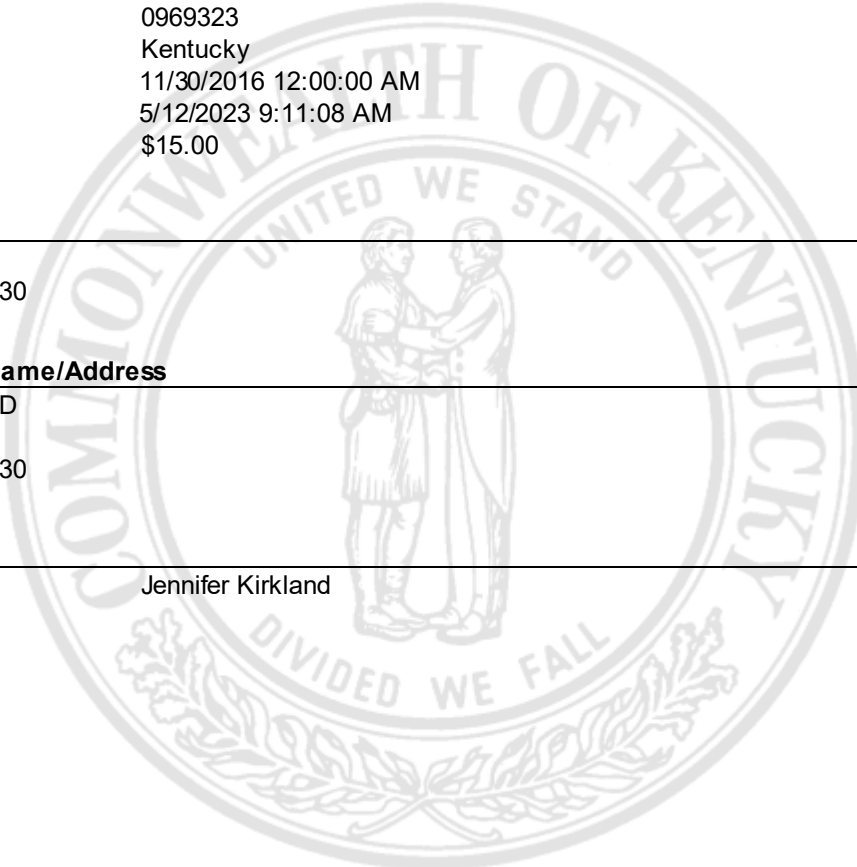 0969323
Kentucky
11/30/2016 12:00:00 AM
5/12/2023 9:11:08 AM
$15.00
COMMONWEALTH OF KENTUCKY
UNITED WE STAND
30
ame/Address
D
30
Jennifer Kirkland
DIVIDED WE FALL